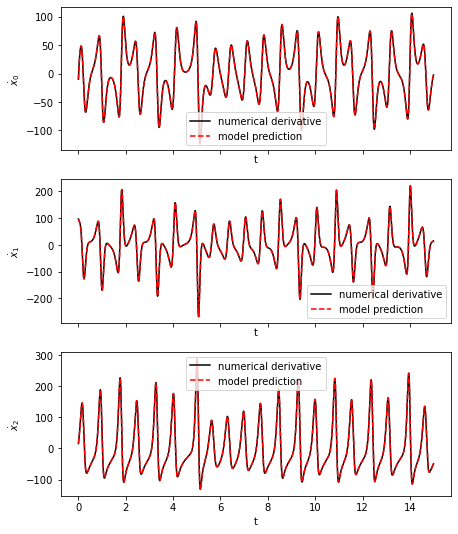 100
50
0
−50
−100
ẋ₀
numerical derivative
model prediction
t
200
100
0
−100
−200
ẋ₁
numerical derivative
model prediction
t
300
200
100
0
−100
ẋ₂
numerical derivative
model prediction
0 2 4 6 8 10 12 14
t